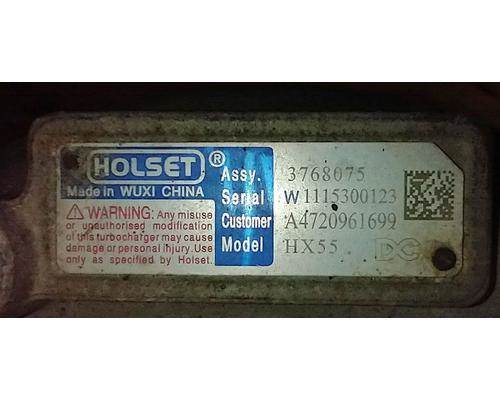 HOLSET®
Made in WUXI CHINA
⚠WARNING: Any misuse
or unauthorised modification
of this turbocharger may cause
damage or personal injury. Use
only as specified by Holset.
Assy. 3768075
Serial W1115300123
Customer A4720961699
Model HX55 DC